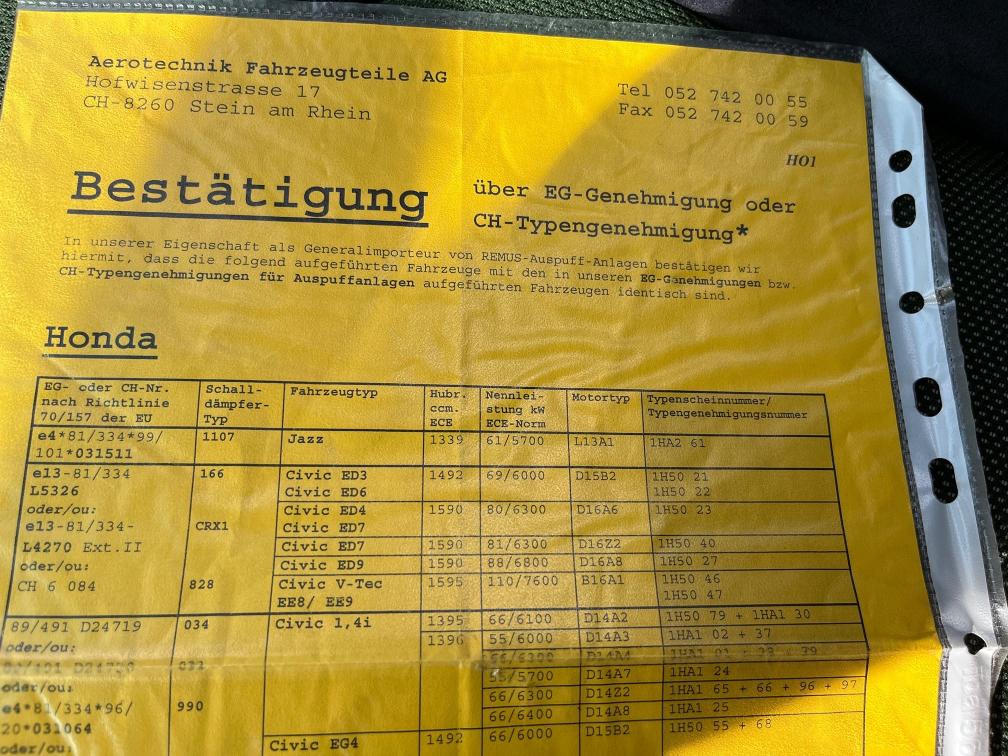 Aerotechnik Fahrzeugteile AG
Hofwisenstrasse 17
CH-8260 Stein am Rhein
Tel 052 742 00 55
Fax 052 742 00 59
HO1
Bestätigung über EG-Genehmigung oder
CH-Typengenehmigung*
In unserer Eigenschaft als Generalimporteur von REMUS-Auspuff-Anlagen bestätigen wir
hiermit, dass die folgend aufgeführten Fahrzeuge mit den in unseren EG-Genehmigungen bzw.
CH-Typengenehmigungen für Auspuffanlagen aufgeführten Fahrzeugen identisch sind.
Honda
EG- oder CH-Nr. Schall- Fahrzeugtyp Hubr. Nennlei- Motortyp Typenscheinnummer/
nach Richtlinie dämpfer- ccm. stung kW Typengenehmigungsnummer
70/157 der EU Typ ECE ECE-Norm
e4*81/334*99/ 1107 Jazz 1339 61/5700 L13A1 1HA2 61
101*031511
e13-81/334 166 Civic ED3 1492 69/6000 D15B2 1H50 21
L5326 Civic ED6 1H50 22
oder/ou: Civic ED4 1590 80/6300 D16A6 1H50 23
e13-81/334- CRX1 Civic ED7
L4270 Ext.II Civic ED7 1590 81/6300 D16Z2 1H50 40
oder/ou: Civic ED9 1590 88/6800 D16A8 1H50 27
CH 6 084 828 Civic V-Tec 1595 110/7600 B16A1 1H50 46
EE8/ EE9 1H50 47
89/491 D24719 034 Civic 1,4i 1395 66/6100 D14A2 1H50 79 + 1HA1 30
oder/ou: 1396 55/6000 D14A3 1HA1 02 + 37
D14A4 1HA1
55/5700 D14A7 1HA1 24
oder/ou: 66/6300 D14Z2 1HA1 65 + 66 + 96 + 97
e4*81/334*96/ 990 66/6400 D14A8 1HA1 25
20*031064
oder/ou: Civic EG4 1492 66/6000 D15B2 1H50 55 + 68